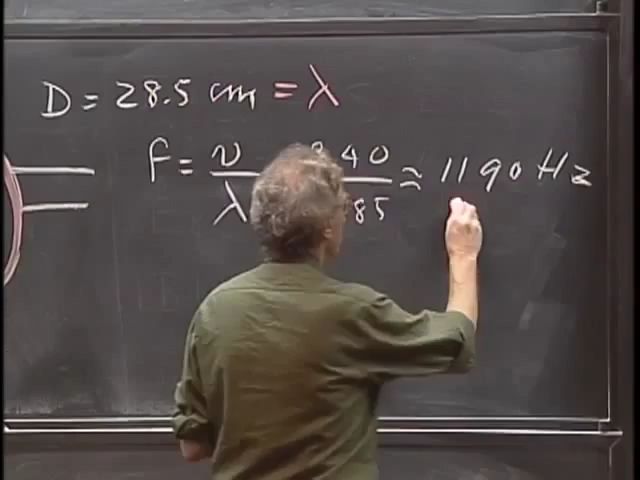 D = 28.5 cm = λ
f = v/λ 340/.285 ≈ 1190 Hz